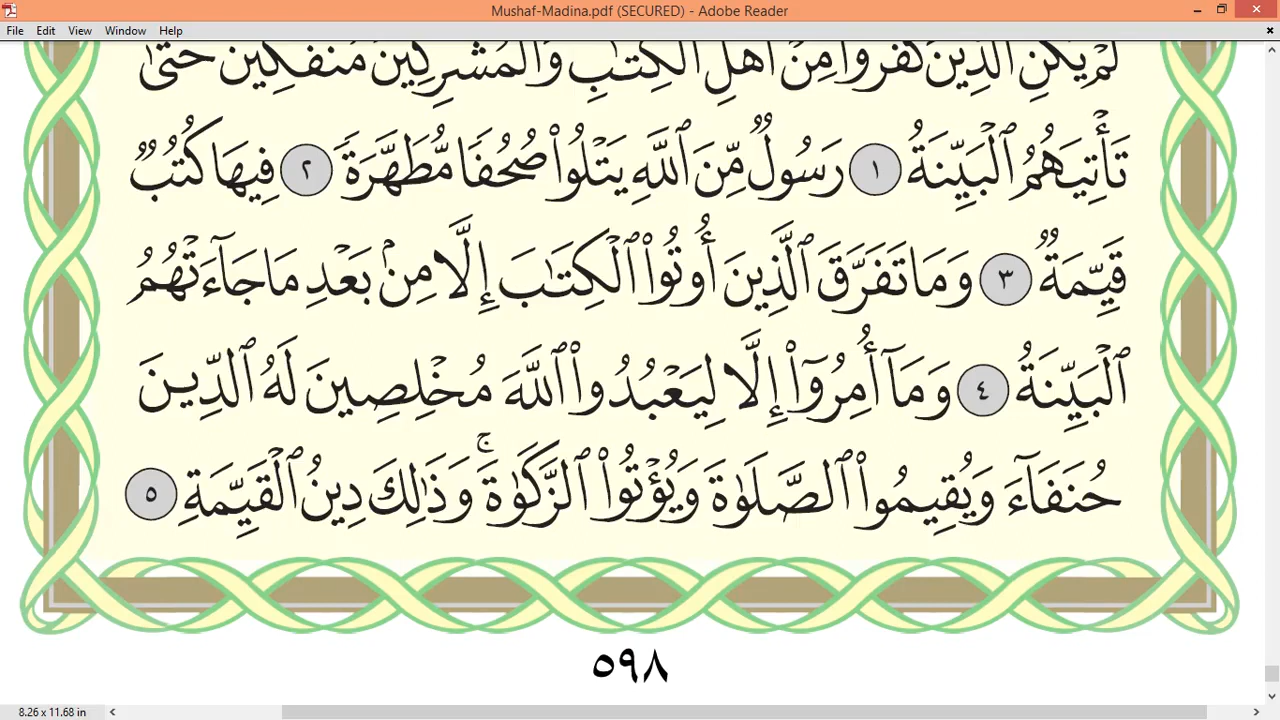 Mushaf-Madina.pdf (SECURED) - Adobe Reader
File Edit View Window Help
لَمْ يَكُنِ ٱلَّذِينَ كَفَرُوا۟ مِنْ أَهْلِ ٱلْكِتَٰبِ وَٱلْمُشْرِكِينَ مُنفَكِّينَ حَتَّىٰ
تَأْتِيَهُمُ ٱلْبَيِّنَةُ ١ رَسُولٌ مِّنَ ٱللَّهِ يَتْلُوا۟ صُحُفًا مُّطَهَّرَةً ٢ فِيهَا كُتُبٌ
قَيِّمَةٌ ٣ وَمَا تَفَرَّقَ ٱلَّذِينَ أُوتُوا۟ ٱلْكِتَٰبَ إِلَّا مِنۢ بَعْدِ مَا جَآءَتْهُمُ
ٱلْبَيِّنَةُ ٤ وَمَآ أُمِرُوٓا۟ إِلَّا لِيَعْبُدُوا۟ ٱللَّهَ مُخْلِصِينَ لَهُ ٱلدِّينَ
حُنَفَآءَ وَيُقِيمُوا۟ ٱلصَّلَوٰةَ وَيُؤْتُوا۟ ٱلزَّكَوٰةَ ۚ وَذَٰلِكَ دِينُ ٱلْقَيِّمَةِ ٥
٥٩٨
8.26 x 11.68 in